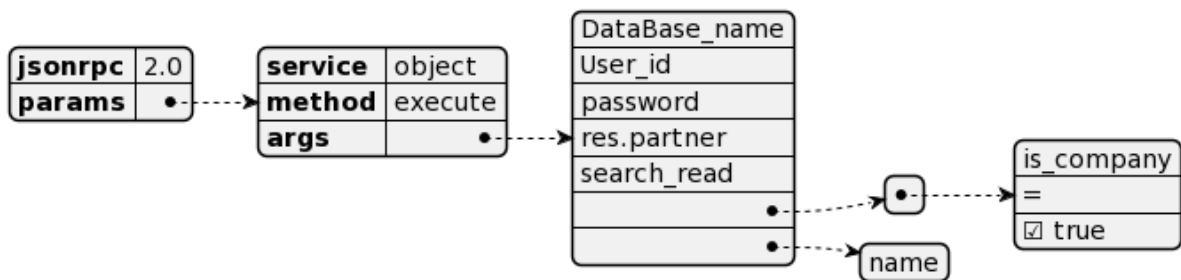 jsonrpc 2.0
params
service object
method execute
args
DataBase_name
User_id
password
res.partner
search_read
is_company
=
☑ true
name